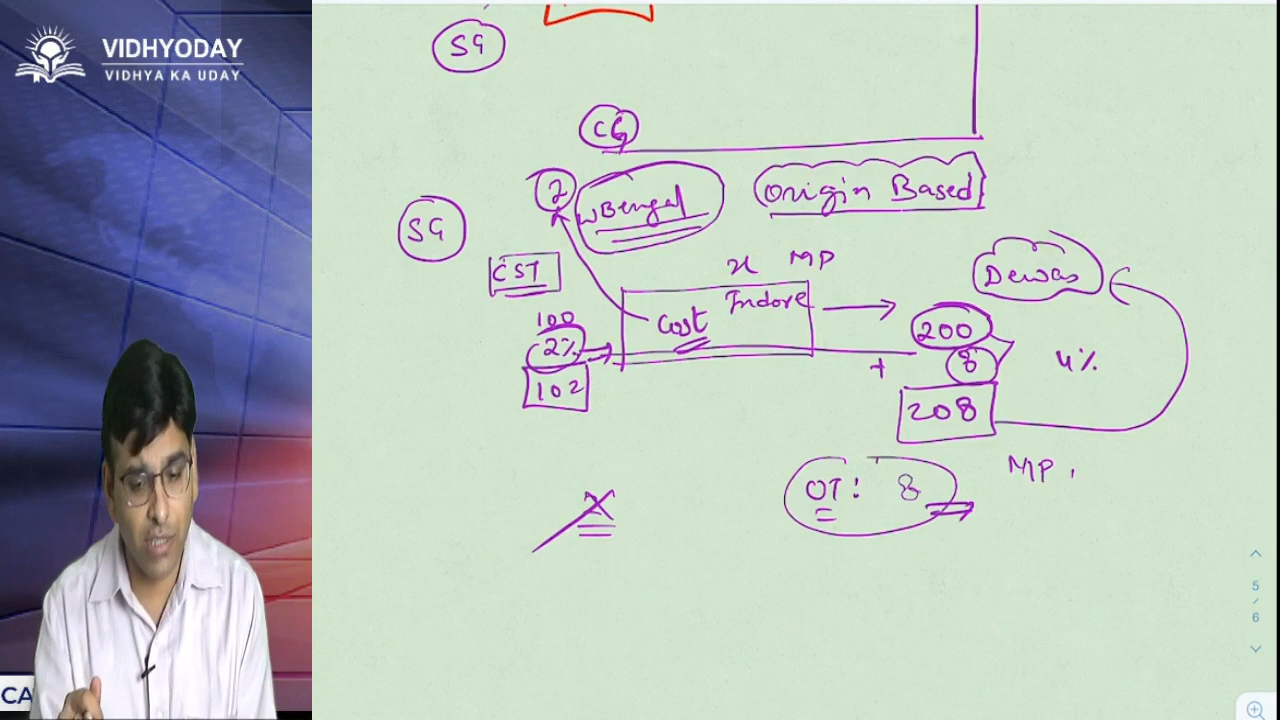 VIDHYODAY
VIDHYA KA UDAY
SG
CG
2
W Bengal
Origin Based
SG
CST
x MP
Indore
Cost
Dewas
100
2%
102
200
+ 8
4%
208
MP
OT: 8
X
5
/
6
CA